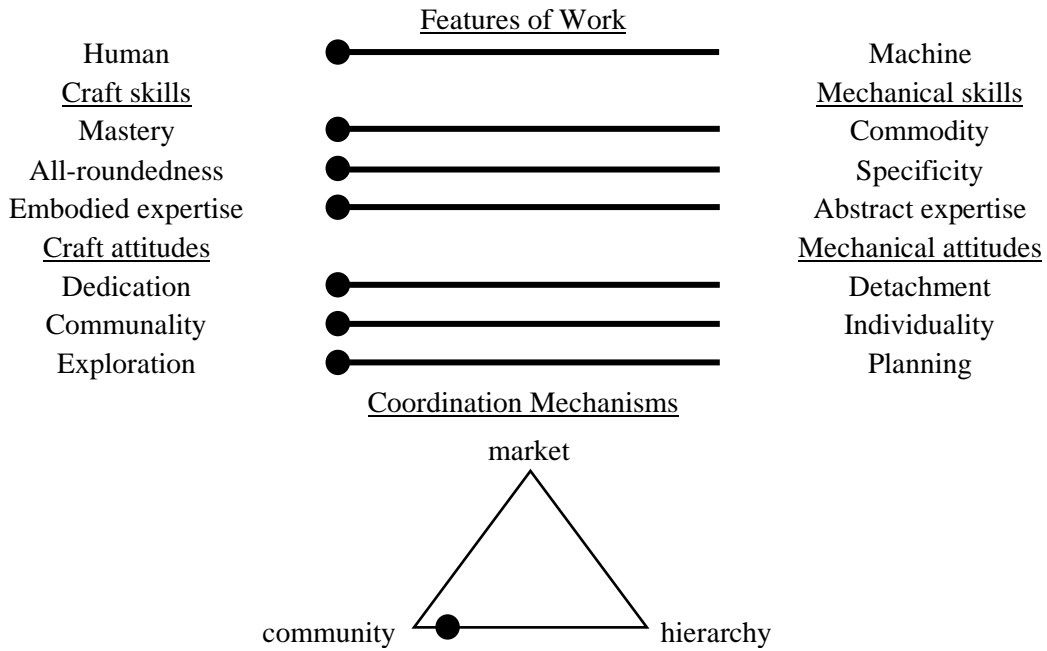 Features of Work
Human Machine
Craft skills Mechanical skills
Mastery Commodity
All-roundedness Specificity
Embodied expertise Abstract expertise
Craft attitudes Mechanical attitudes
Dedication Detachment
Communality Individuality
Exploration Planning
Coordination Mechanisms
market
community hierarchy